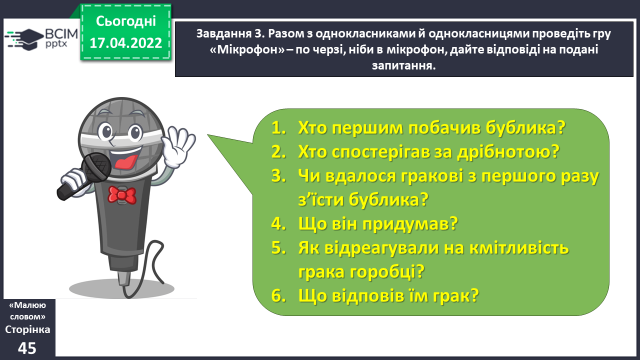 ВСІМ
pptx
Сьогодні
17.04.2022
Завдання 3. Разом з однокласниками й однокласницями проведіть гру
«Мікрофон» – по черзі, ніби в мікрофон, дайте відповіді на подані
запитання.
1. Хто першим побачив бублика?
2. Хто спостерігав за дрібнотою?
3. Чи вдалося гракові з першого разу
з’їсти бублика?
4. Що він придумав?
5. Як відреагували на кмітливість
грака горобці?
6. Що відповів їм грак?
«Малюю
словом»
Сторінка
45